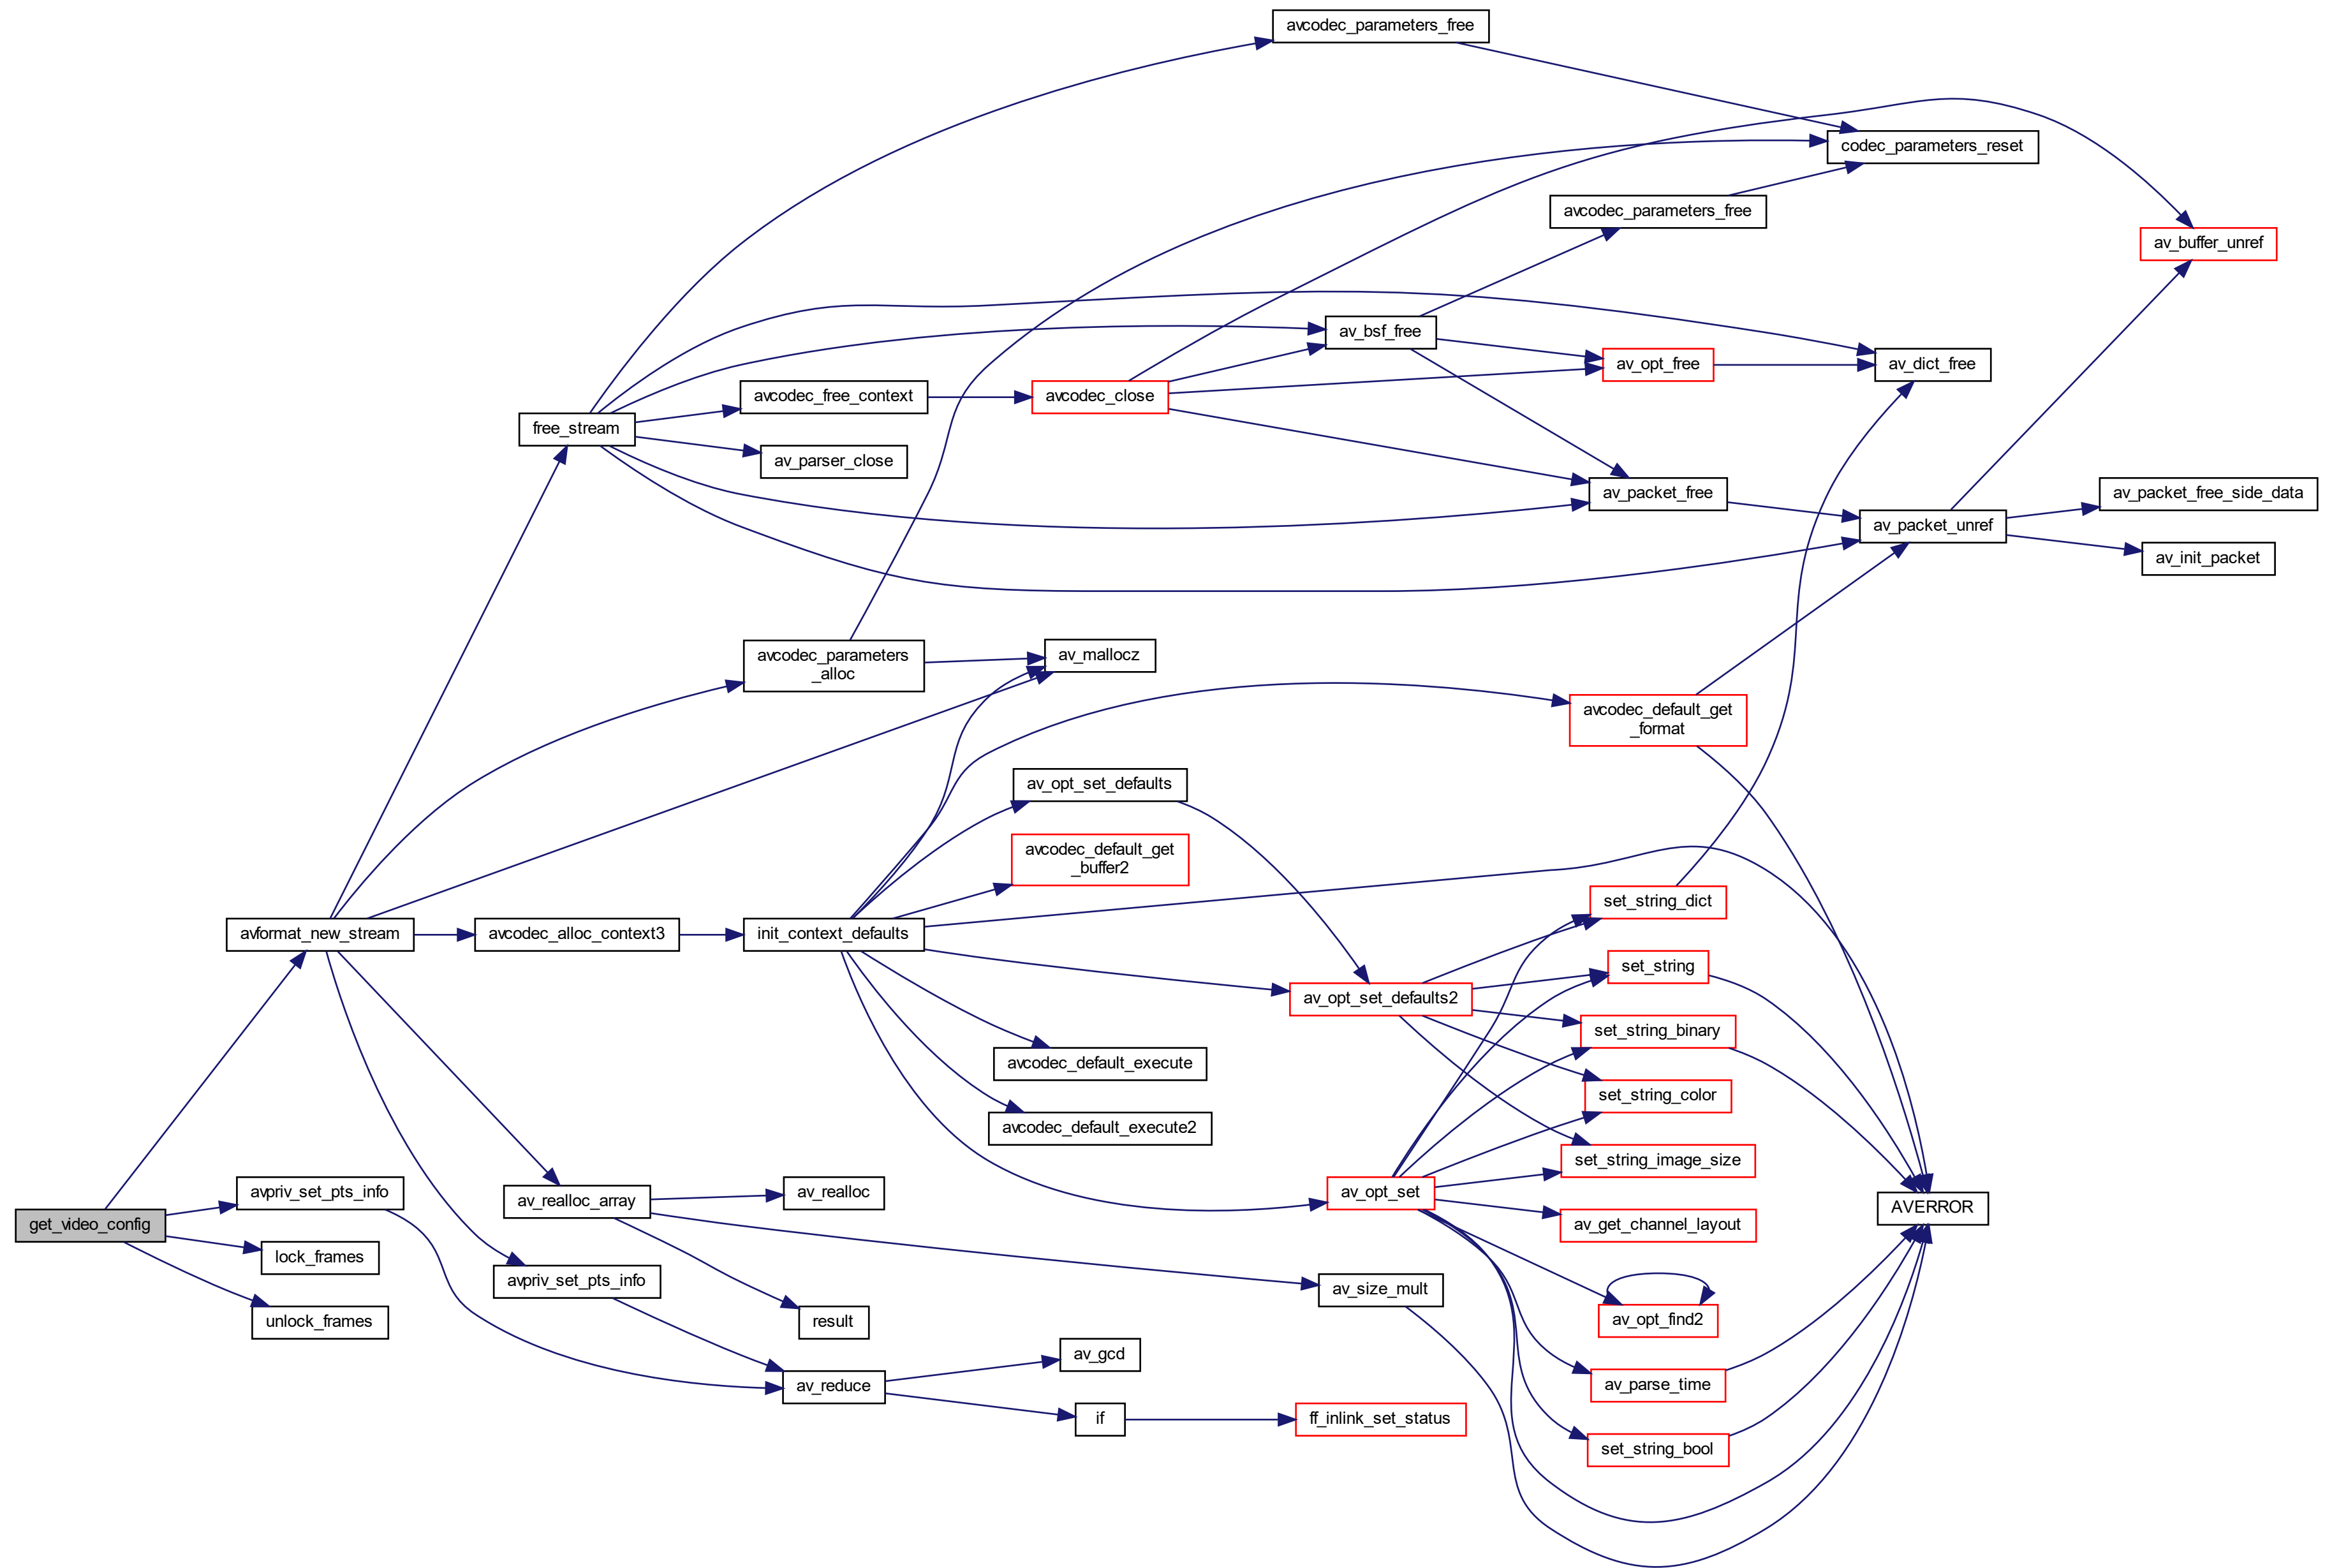 avcodec_parameters_free
codec_parameters_reset
avcodec_parameters_free
av_buffer_unref
av_bsf_free
av_opt_free
av_dict_free
avcodec_free_context
avcodec_close
free_stream
av_parser_close
av_packet_free
av_packet_free_side_data
av_packet_unref
av_init_packet
avcodec_parameters
_alloc
av_mallocz
avcodec_default_get
_format
av_opt_set_defaults
avcodec_default_get
_buffer2
set_string_dict
avformat_new_stream
avcodec_alloc_context3
init_context_defaults
set_string
av_opt_set_defaults2
set_string_binary
avcodec_default_execute
set_string_color
avcodec_default_execute2
set_string_image_size
avpriv_set_pts_info
av_realloc_array
av_realloc
av_opt_set
AVERROR
get_video_config
av_get_channel_layout
lock_frames
avpriv_set_pts_info
av_size_mult
unlock_frames
result
av_opt_find2
av_gcd
av_reduce
av_parse_time
if
ff_inlink_set_status
set_string_bool